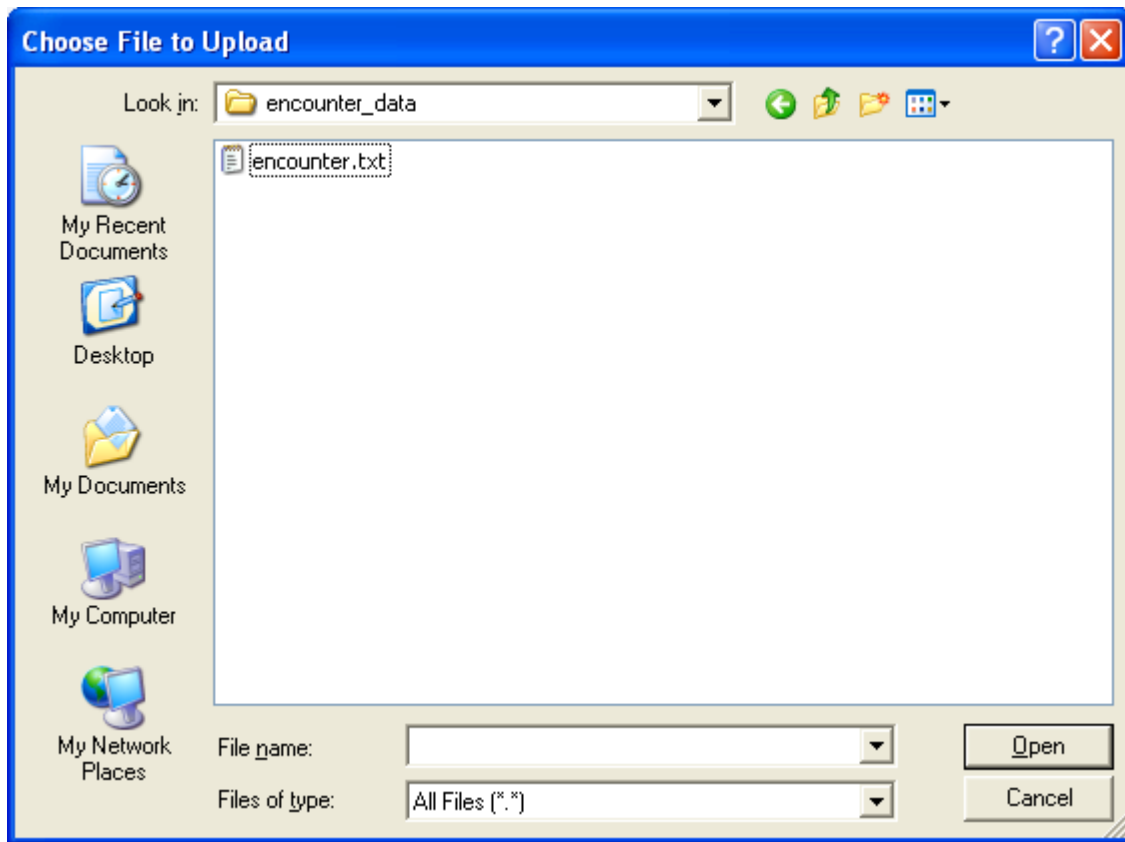 Choose File to Upload
Look in:
encounter_data
encounter.txt
My Recent
Documents
Desktop
My Documents
My Computer
My Network
Places
File name:
Open
Files of type:
All Files (*.*)
Cancel